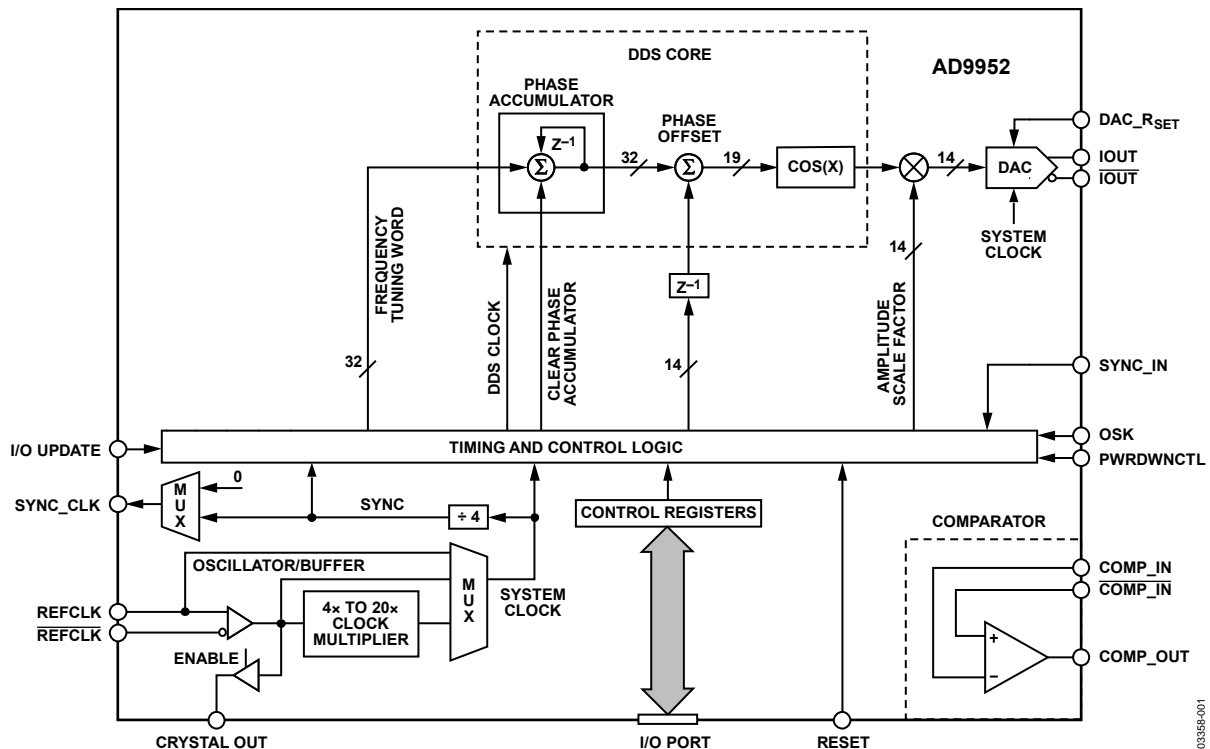 DDS CORE
AD9952
PHASE
ACCUMULATOR
PHASE
OFFSET
Z–1
Σ
32
Σ
19
COS(X)
14
DAC
DAC_RSET
IOUT
IOUT
SYSTEM
CLOCK
FREQUENCY
TUNING WORD
32
DDS CLOCK
CLEAR PHASE
ACCUMULATOR
Z–1
14
14
AMPLITUDE
SCALE FACTOR
SYNC_IN
I/O UPDATE
TIMING AND CONTROL LOGIC
OSK
PWRDWNCTL
SYNC_CLK
MUX
0
SYNC
÷ 4
CONTROL REGISTERS
COMPARATOR
OSCILLATOR/BUFFER
MUX
SYSTEM
CLOCK
REFCLK
REFCLK
4× TO 20×
CLOCK
MULTIPLIER
ENABLE
COMP_IN
COMP_IN
+
–
COMP_OUT
CRYSTAL OUT
I/O PORT
RESET
03358-001